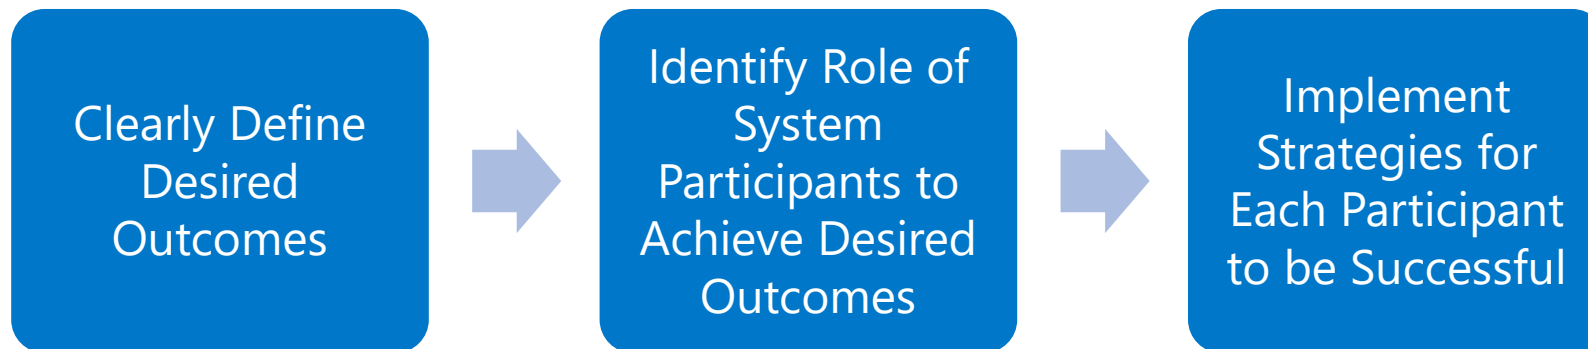 Clearly Define
Desired
Outcomes
Identify Role of
System
Participants to
Achieve Desired
Outcomes
Implement
Strategies for
Each Participant
to be Successful